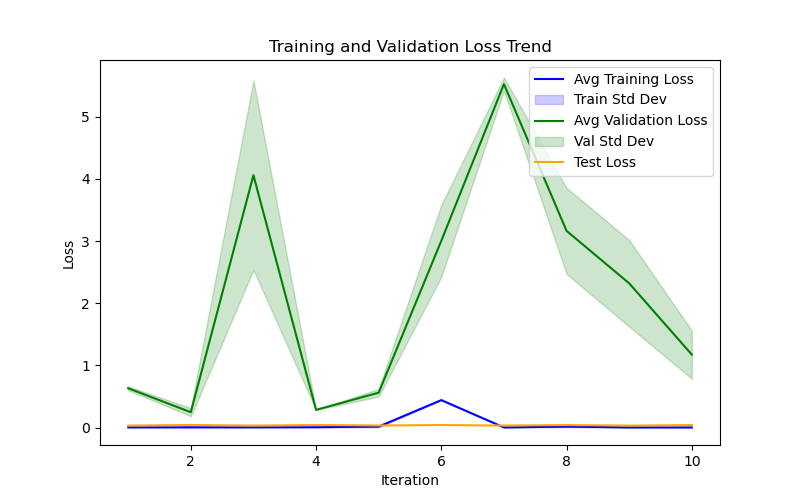 Training and Validation Loss Trend
Avg Training Loss
Train Std Dev
Avg Validation Loss
Val Std Dev
Test Loss
Loss
5
4
3
2
1
0
2 4 6 8 10
Iteration